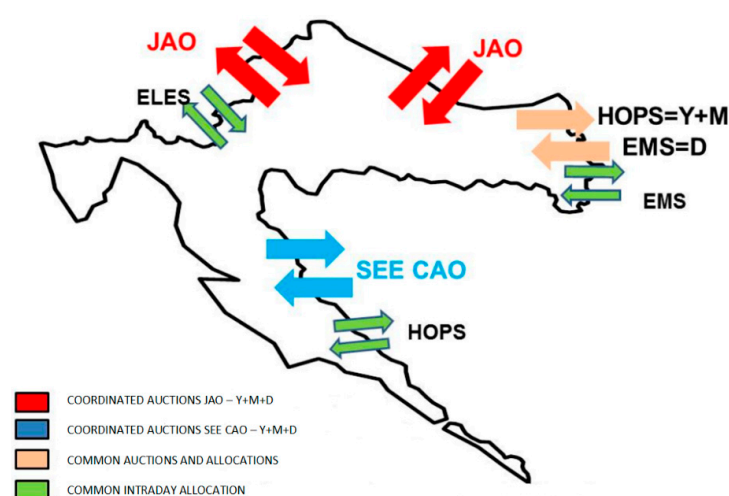 JAO
JAO
ELES
HOPS=Y+M
EMS=D
EMS
SEE CAO
HOPS
COORDINATED AUCTIONS JAO – Y+M+D
COORDINATED AUCTIONS SEE CAO – Y+M+D
COMMON AUCTIONS AND ALLOCATIONS
COMMON INTRADAY ALLOCATION